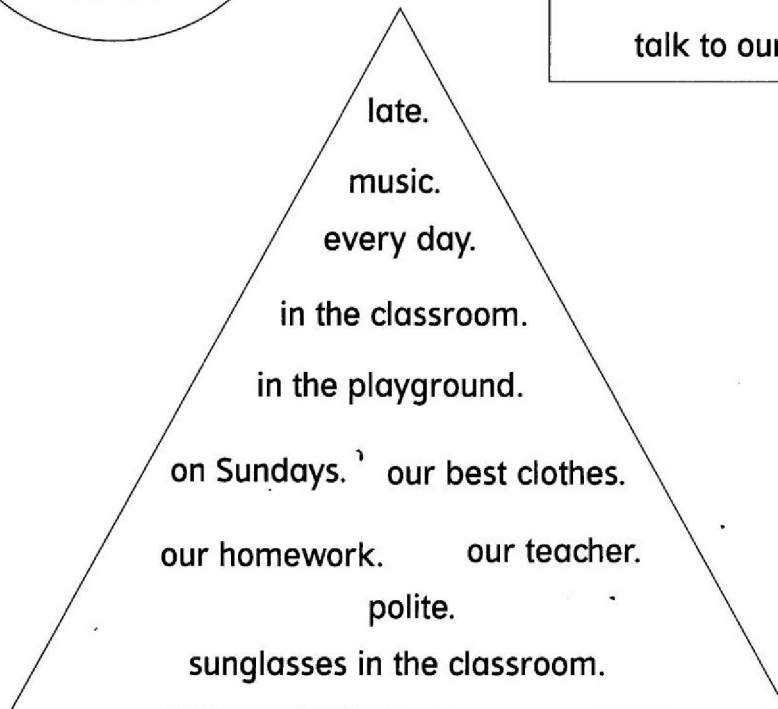 talk to our
late.
music.
every day.
in the classroom.
in the playground.
on Sundays. our best clothes.
our homework. our teacher.
polite.
sunglasses in the classroom.